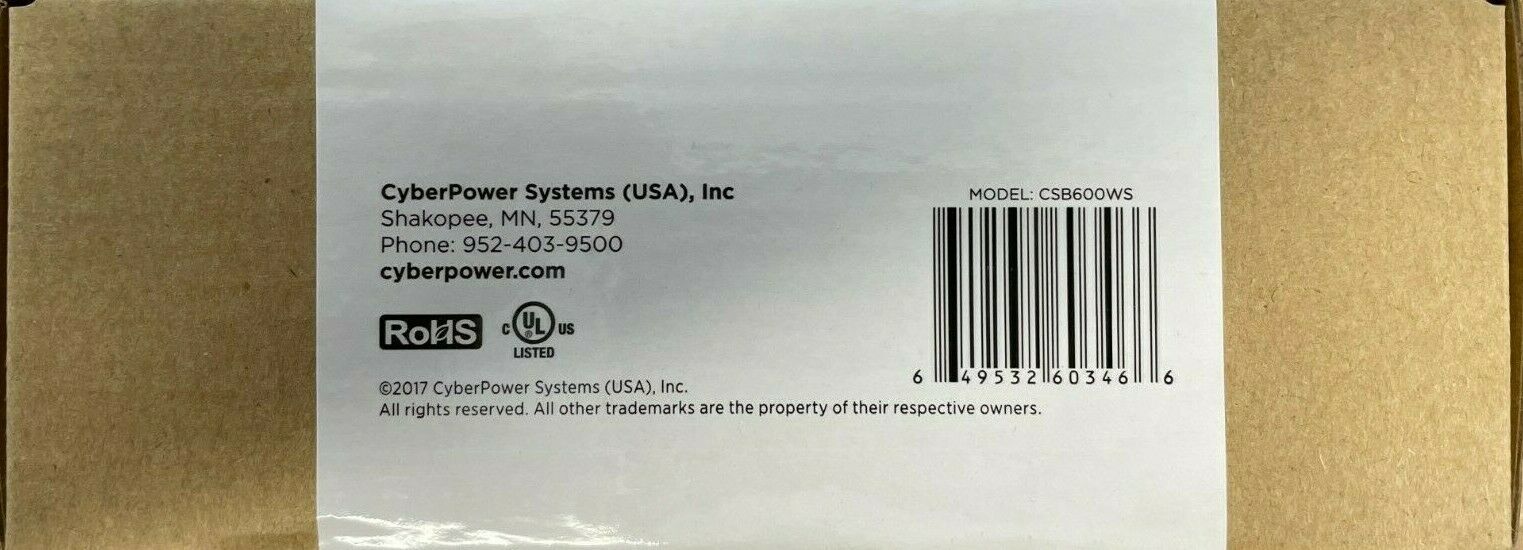 CyberPower Systems (USA), Inc
Shakopee, MN, 55379
Phone: 952-403-9500
cyberpower.com
RoHS
C UL ® US
LISTED
©2017 CyberPower Systems (USA), Inc.
All rights reserved. All other trademarks are the property of their respective owners.
MODEL: CSB600WS
6 49532 60346 6